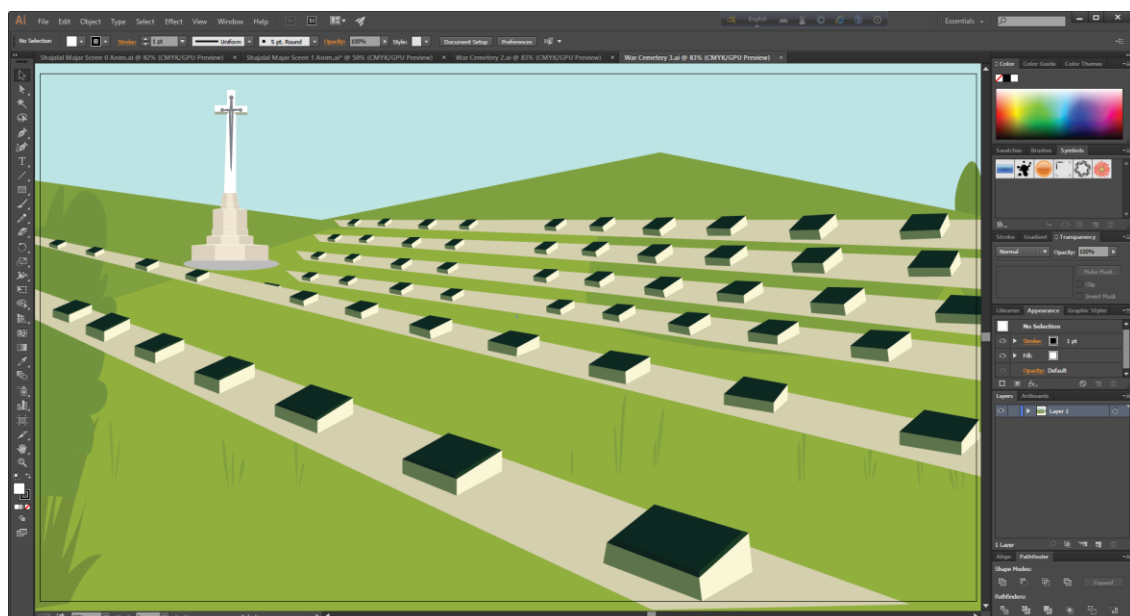 Ai File Edit Object Type Select Effect View Window Help Br St English Essentials
No Selection Stroke: 1 pt Uniform 5 pt. Round Opacity: 100% Style: Document Setup Preferences
Shajalal Majar Sceen 0 Anim.ai @ 82% (CMYK/GPU Preview) × Shajalal Majar Sceen 1 Anim.ai* @ 50% (CMYK/GPU Preview) × War Cemetery 2.ai @ 83% (CMYK/GPU Preview) × War Cemetery 3.ai @ 83% (CMYK/GPU Preview) ×
Color Color Guide Color Themes
Swatches Brushes Symbols
Stroke Gradient Transparency
Normal Opacity: 100%
Make Mask
Clip
Invert Mask
Libraries Appearance Graphic Styles
No Selection
Stroke: 1 pt
Fill:
Opacity: Default
fx.
Layers Artboards
Layer 1
1 Layer
Align Pathfinder
Shape Modes:
Expand
Pathfinders: